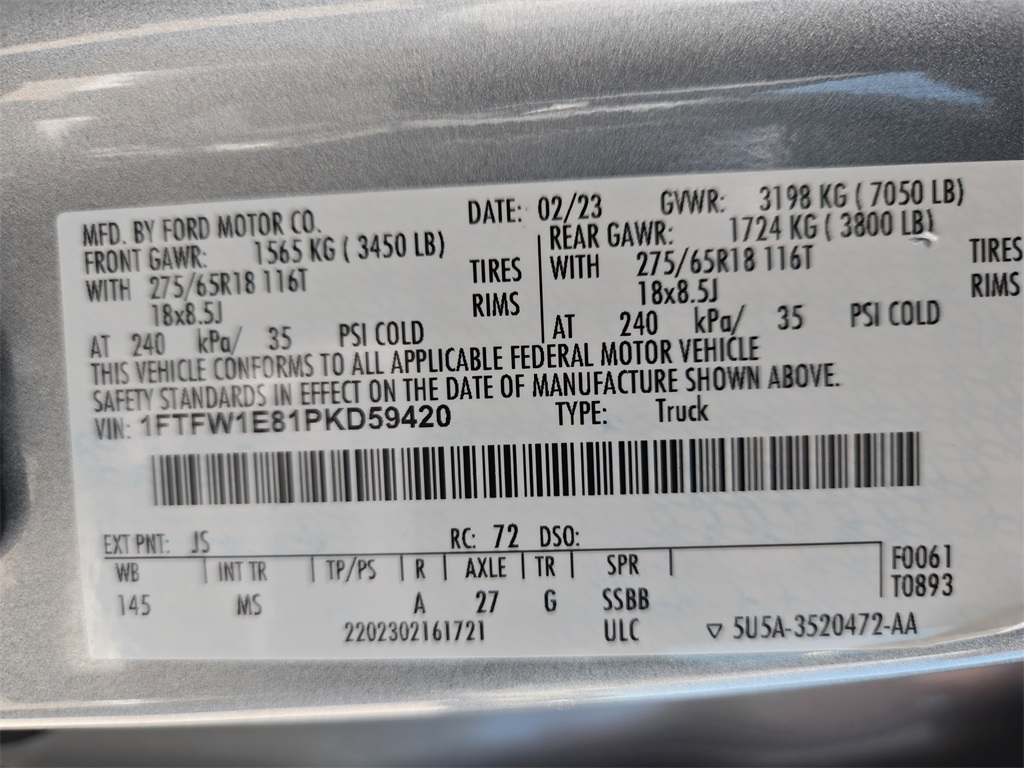 MFD. BY FORD MOTOR CO. DATE: 02/23 GVWR: 3198 KG ( 7050 LB)
FRONT GAWR: 1565 KG ( 3450 LB) REAR GAWR: 1724 KG ( 3800 LB)
WITH 275/65R18 116T TIRES WITH 275/65R18 116T TIRES
18x8.5J RIMS 18x8.5J RIMS
AT 240 kPa/ 35 PSI COLD AT 240 kPa/ 35 PSI COLD
THIS VEHICLE CONFORMS TO ALL APPLICABLE FEDERAL MOTOR VEHICLE
SAFETY STANDARDS IN EFFECT ON THE DATE OF MANUFACTURE SHOWN ABOVE.
VIN: 1FTFW1E81PKD59420 TYPE: Truck
EXT PNT: JS RC: 72 DSO:
WB INT TR TP/PS R AXLE TR SPR F0061
145 MS A 27 G SSBB T0893
2202302161721 ULC ▽ 5U5A-3520472-AA